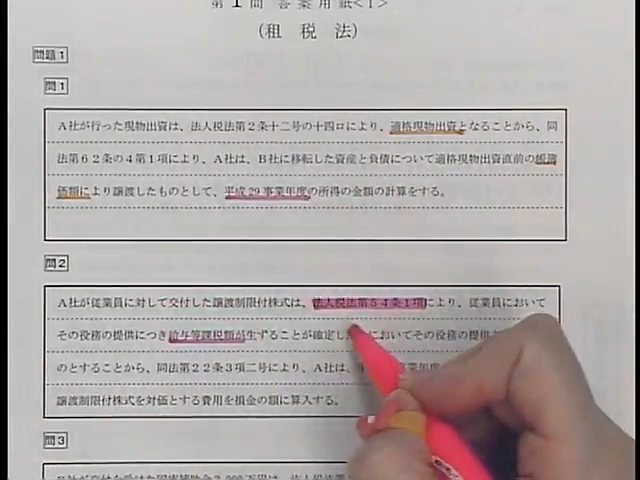 第1問 答案用紙<1>
(租税法)
問題1
問1
A社が行った現物出資は、法人税法第2条十二号の十四ロにより、適格現物出資となることから、同
法第62条の4第1項により、A社は、B社に移転した資産と負債について適格現物出資直前の帳簿
価額により譲渡したものとして、平成29事業年度の所得の金額の計算をする。
問2
A社が従業員に対して交付した譲渡制限付株式は、法人税法第54条1項により、従業員において
その役務の提供につき給与等課税額が生ずることが確定した においてその役務の提供
のとすることから、同法第22条3項二号により、A社は、
譲渡制限付株式を対価とする費用を損金の額に算入する。
問3